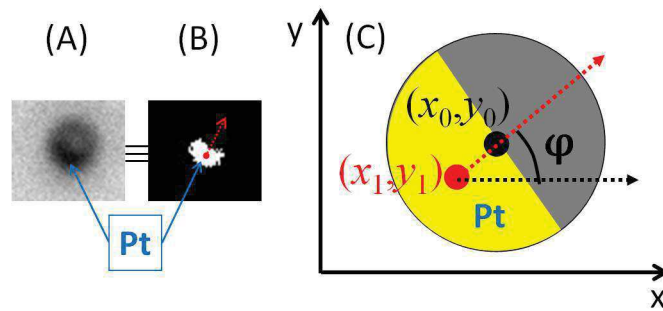 (A)
(B)
Pt
y
(C)
(x₀,y₀)
(x₁,y₁)
φ
Pt
x